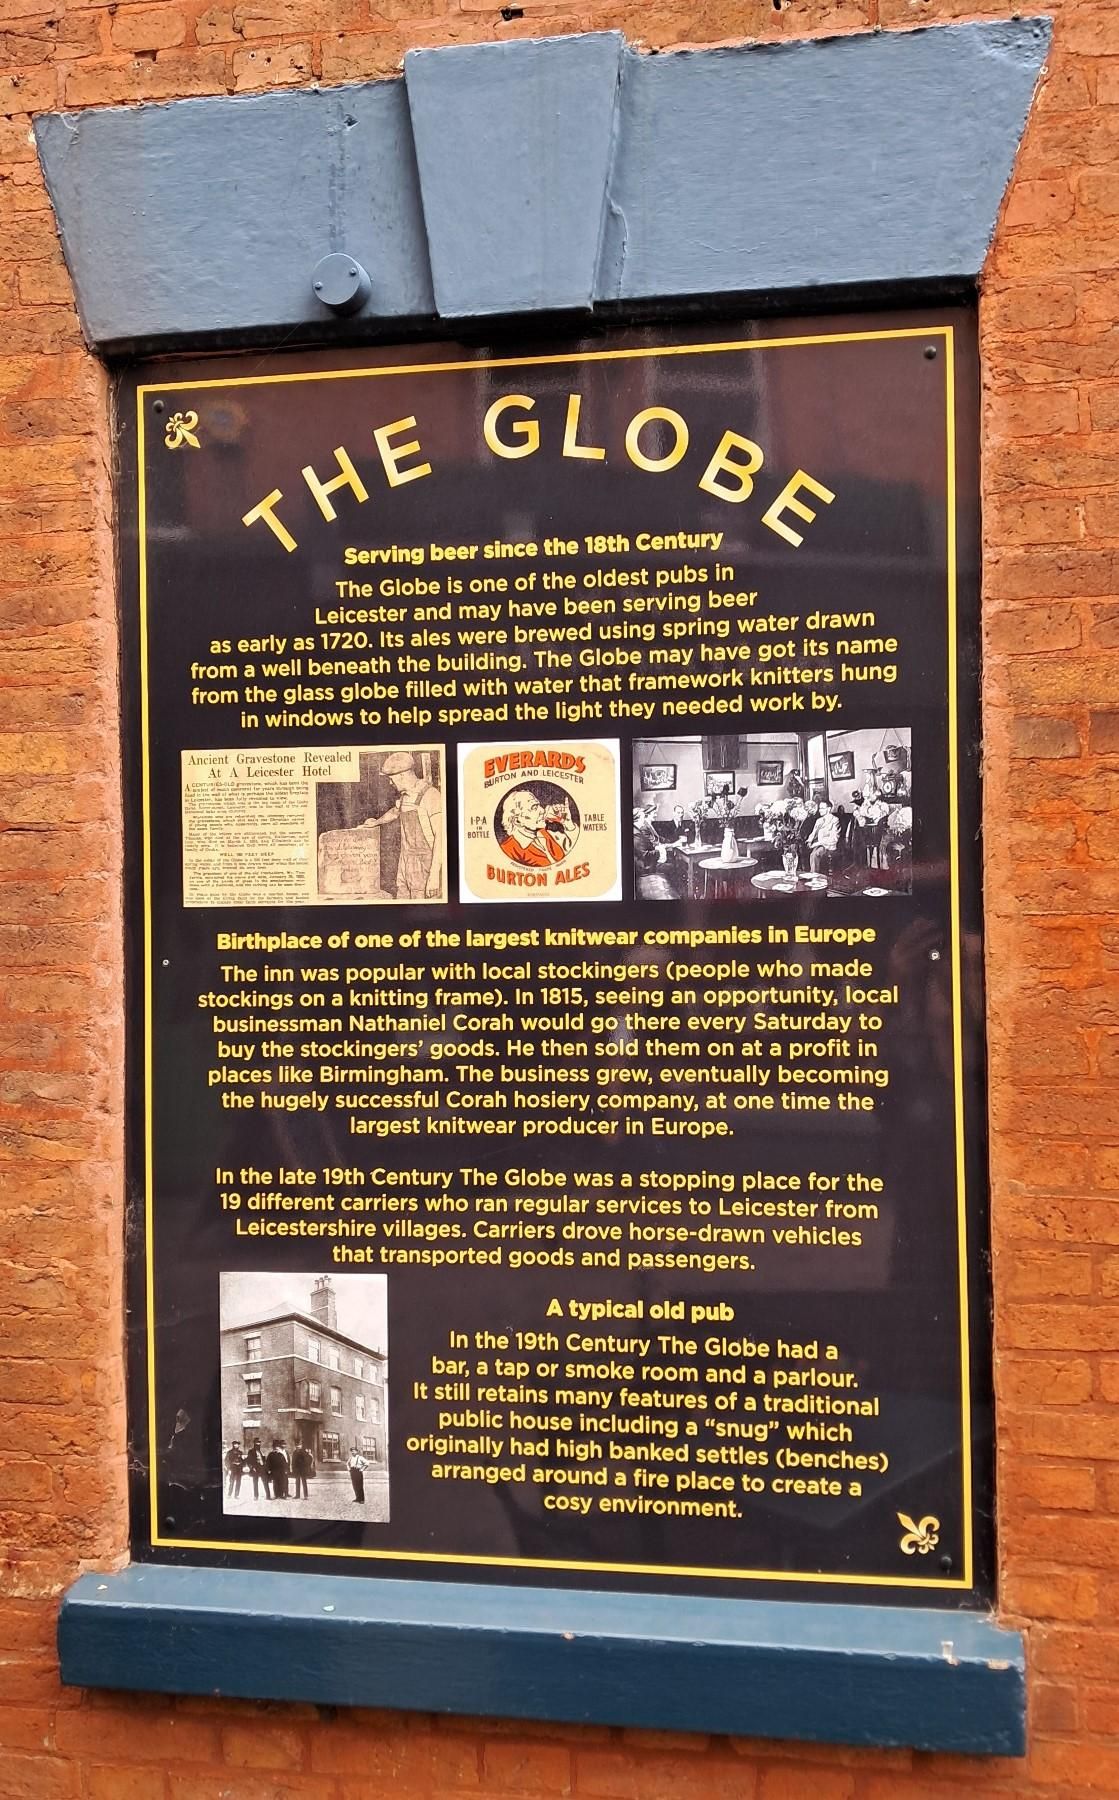 THE GLOBE
Serving beer since the 18th Century
The Globe is one of the oldest pubs in
Leicester and may have been serving beer
as early as 1720. Its ales were brewed using spring water drawn
from a well beneath the building. The Globe may have got its name
from the glass globe filled with water that framework knitters hung
in windows to help spread the light they needed work by.
Ancient Gravestone Revealed
At A Leicester Hotel
EVERARDS
BURTON AND LEICESTER
I·P·A
IN
BOTTLE
TABLE
WATERS
BURTON ALES
Birthplace of one of the largest knitwear companies in Europe
The inn was popular with local stockingers (people who made
stockings on a knitting frame). In 1815, seeing an opportunity, local
businessman Nathaniel Corah would go there every Saturday to
buy the stockingers' goods. He then sold them on at a profit in
places like Birmingham. The business grew, eventually becoming
the hugely successful Corah hosiery company, at one time the
largest knitwear producer in Europe.
In the late 19th Century The Globe was a stopping place for the
19 different carriers who ran regular services to Leicester from
Leicestershire villages. Carriers drove horse-drawn vehicles
that transported goods and passengers.
A typical old pub
In the 19th Century The Globe had a
bar, a tap or smoke room and a parlour.
It still retains many features of a traditional
public house including a "snug" which
originally had high banked settles (benches)
arranged around a fire place to create a
cosy environment.